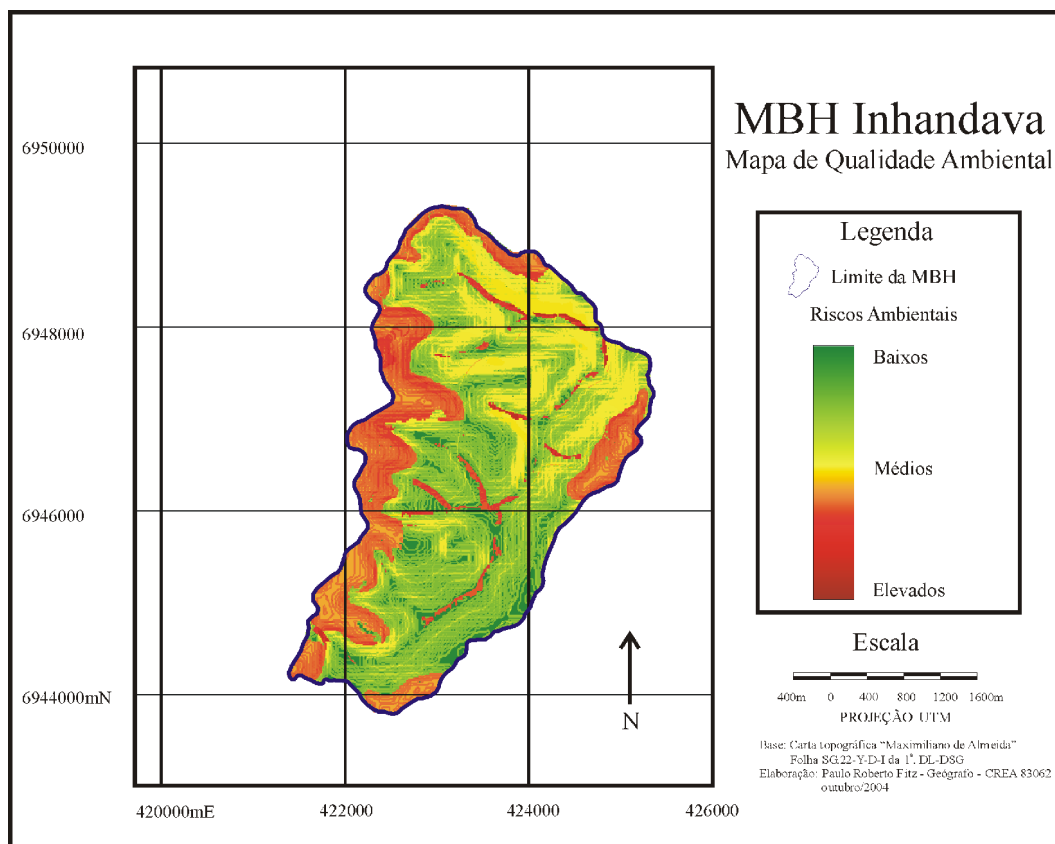 MBH Inhandava
Mapa de Qualidade Ambiental
6950000
6948000
6946000
6944000mN
420000mE
422000
424000
426000
N
Legenda
Limite da MBH
Riscos Ambientais
Baixos
Médios
Elevados
Escala
400m 0 400 800 1200 1600m
PROJEÇÃO UTM
Base: Carta topográfica "Maximiliano de Almeida"
Folha SG.22-Y-D-I da 1ª. DL-DSG
Elaboração: Paulo Roberto Fitz - Geógrafo - CREA 83062
outubro/2004